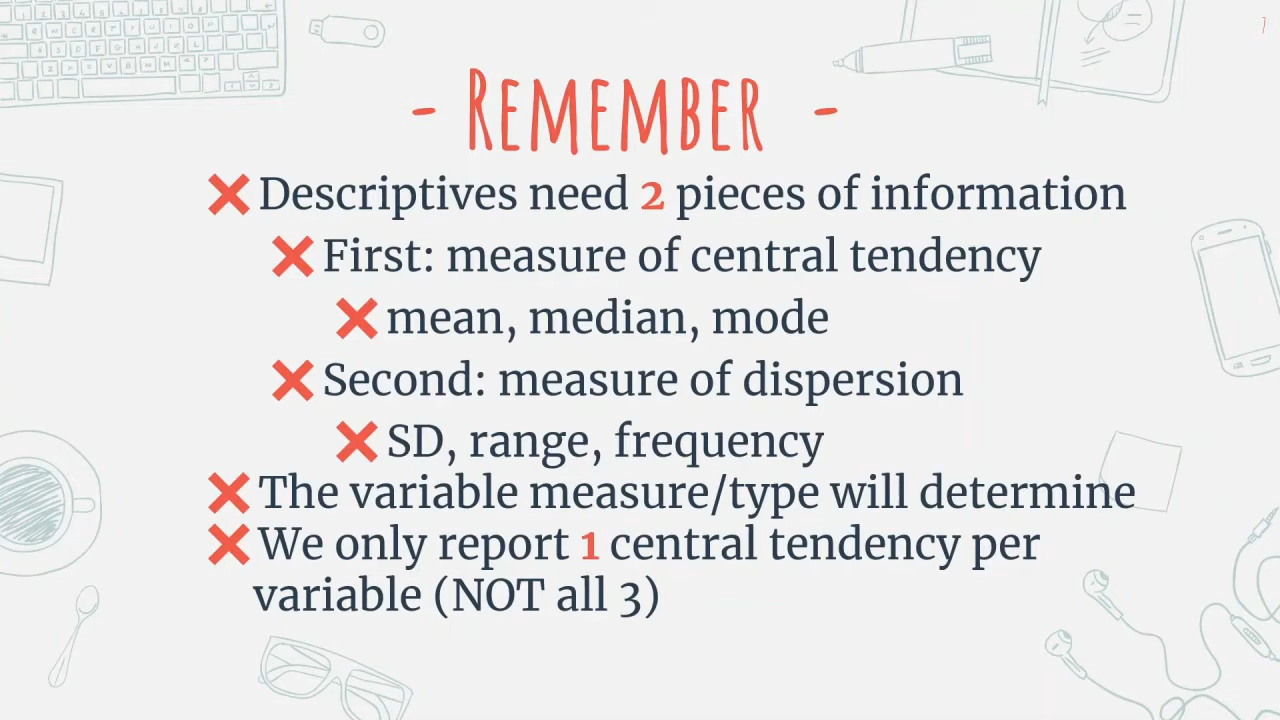 7
- Remember -
❌ Descriptives need 2 pieces of information
❌ First: measure of central tendency
❌ mean, median, mode
❌ Second: measure of dispersion
❌ SD, range, frequency
❌ The variable measure/type will determine
❌ We only report 1 central tendency per
variable (NOT all 3)